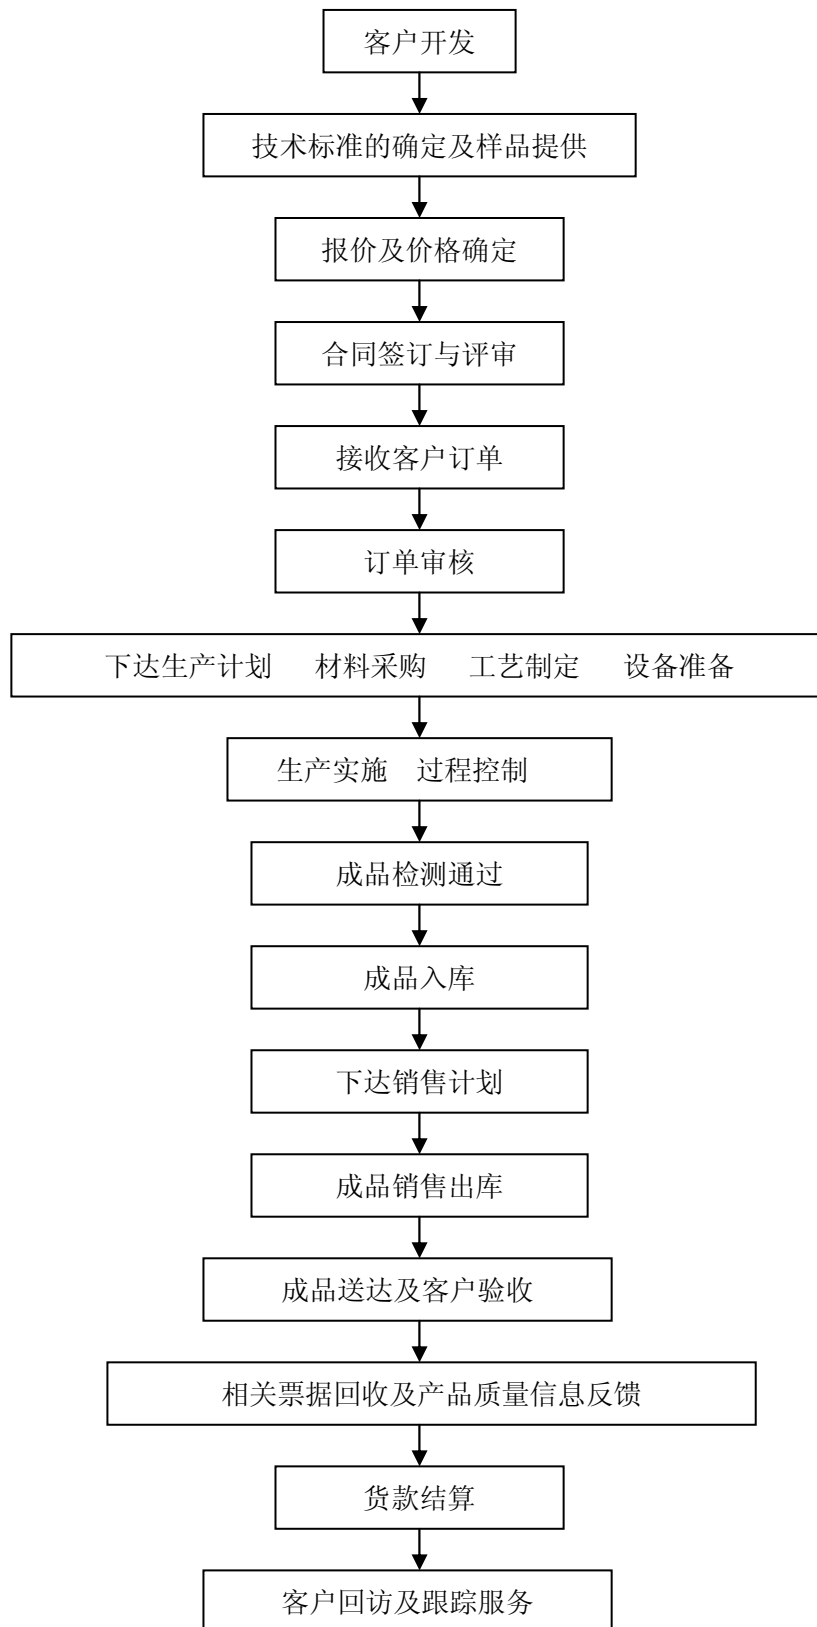 客户开发
技术标准的确定及样品提供
报价及价格确定
合同签订与评审
接收客户订单
订单审核
下达生产计划 材料采购 工艺制定 设备准备
生产实施 过程控制
成品检测通过
成品入库
下达销售计划
成品销售出库
成品送达及客户验收
相关票据回收及产品质量信息反馈
货款结算
客户回访及跟踪服务